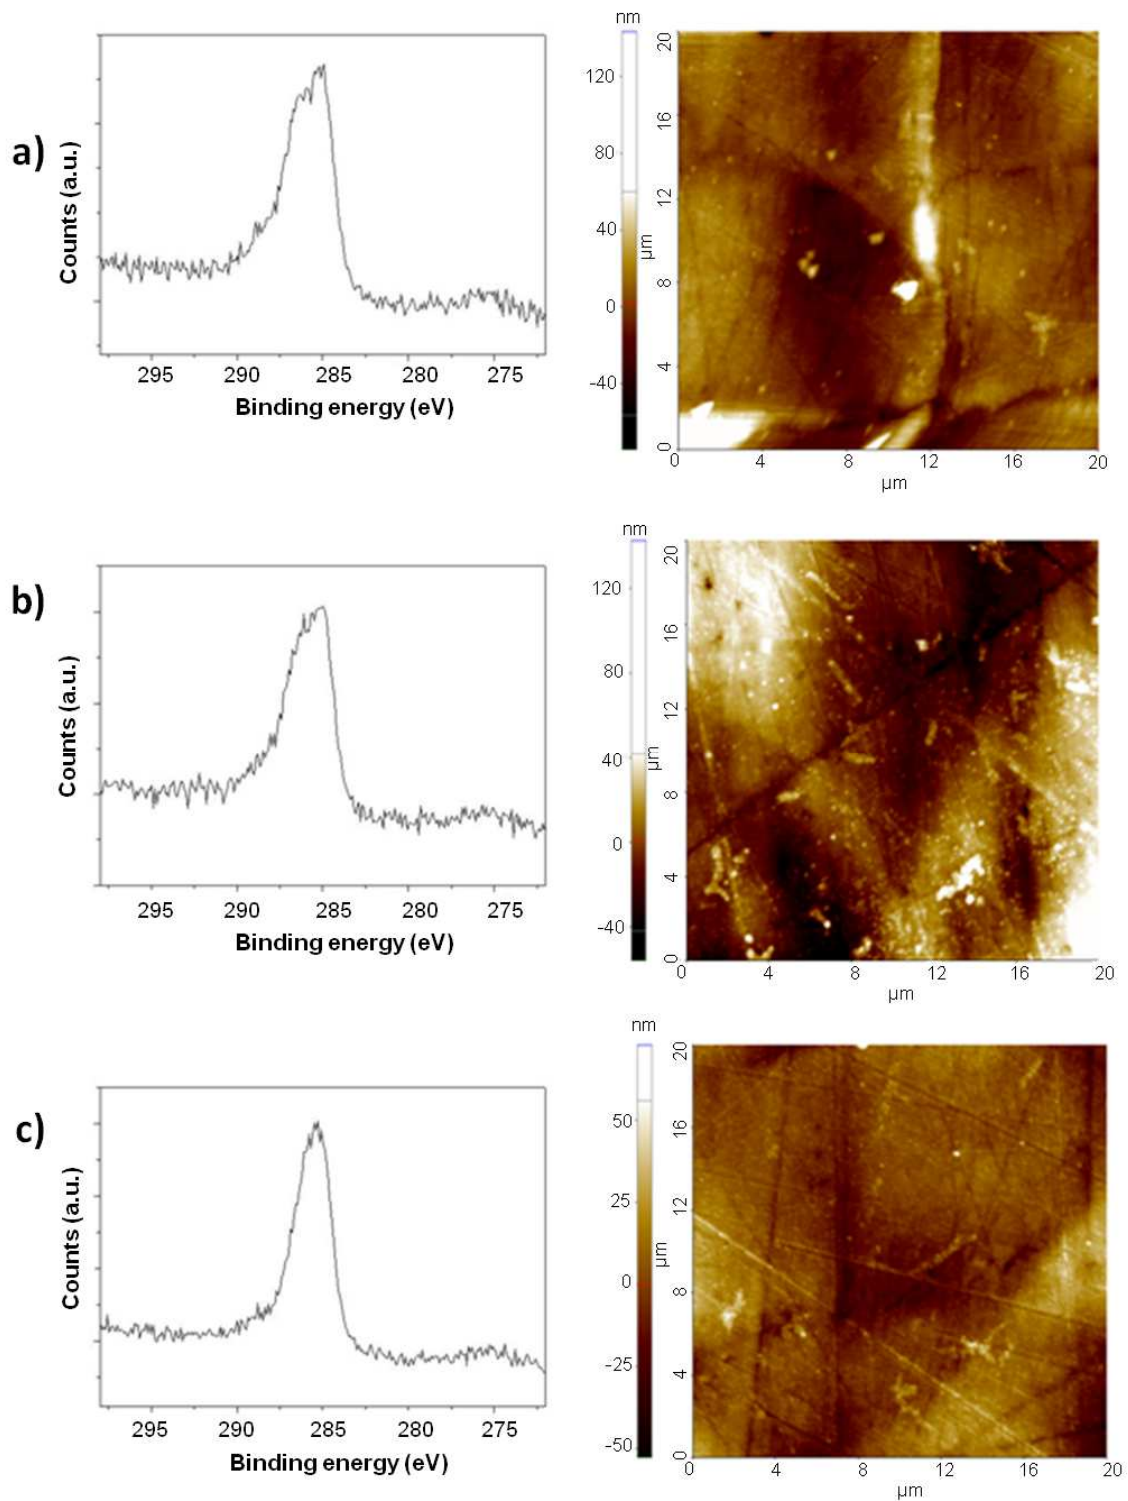 a)
Counts (a.u.)
295 290 285 280 275
Binding energy (eV)
nm
120
80
40
0
-40
20
16
12
8
4
0
µm
0 4 8 12 16 20
µm
b)
Counts (a.u.)
295 290 285 280 275
Binding energy (eV)
nm
120
80
40
0
-40
20
16
12
8
4
0
µm
0 4 8 12 16 20
µm
c)
Counts (a.u.)
295 290 285 280 275
Binding energy (eV)
nm
50
25
0
-25
-50
20
16
12
8
4
0
µm
0 4 8 12 16 20
µm